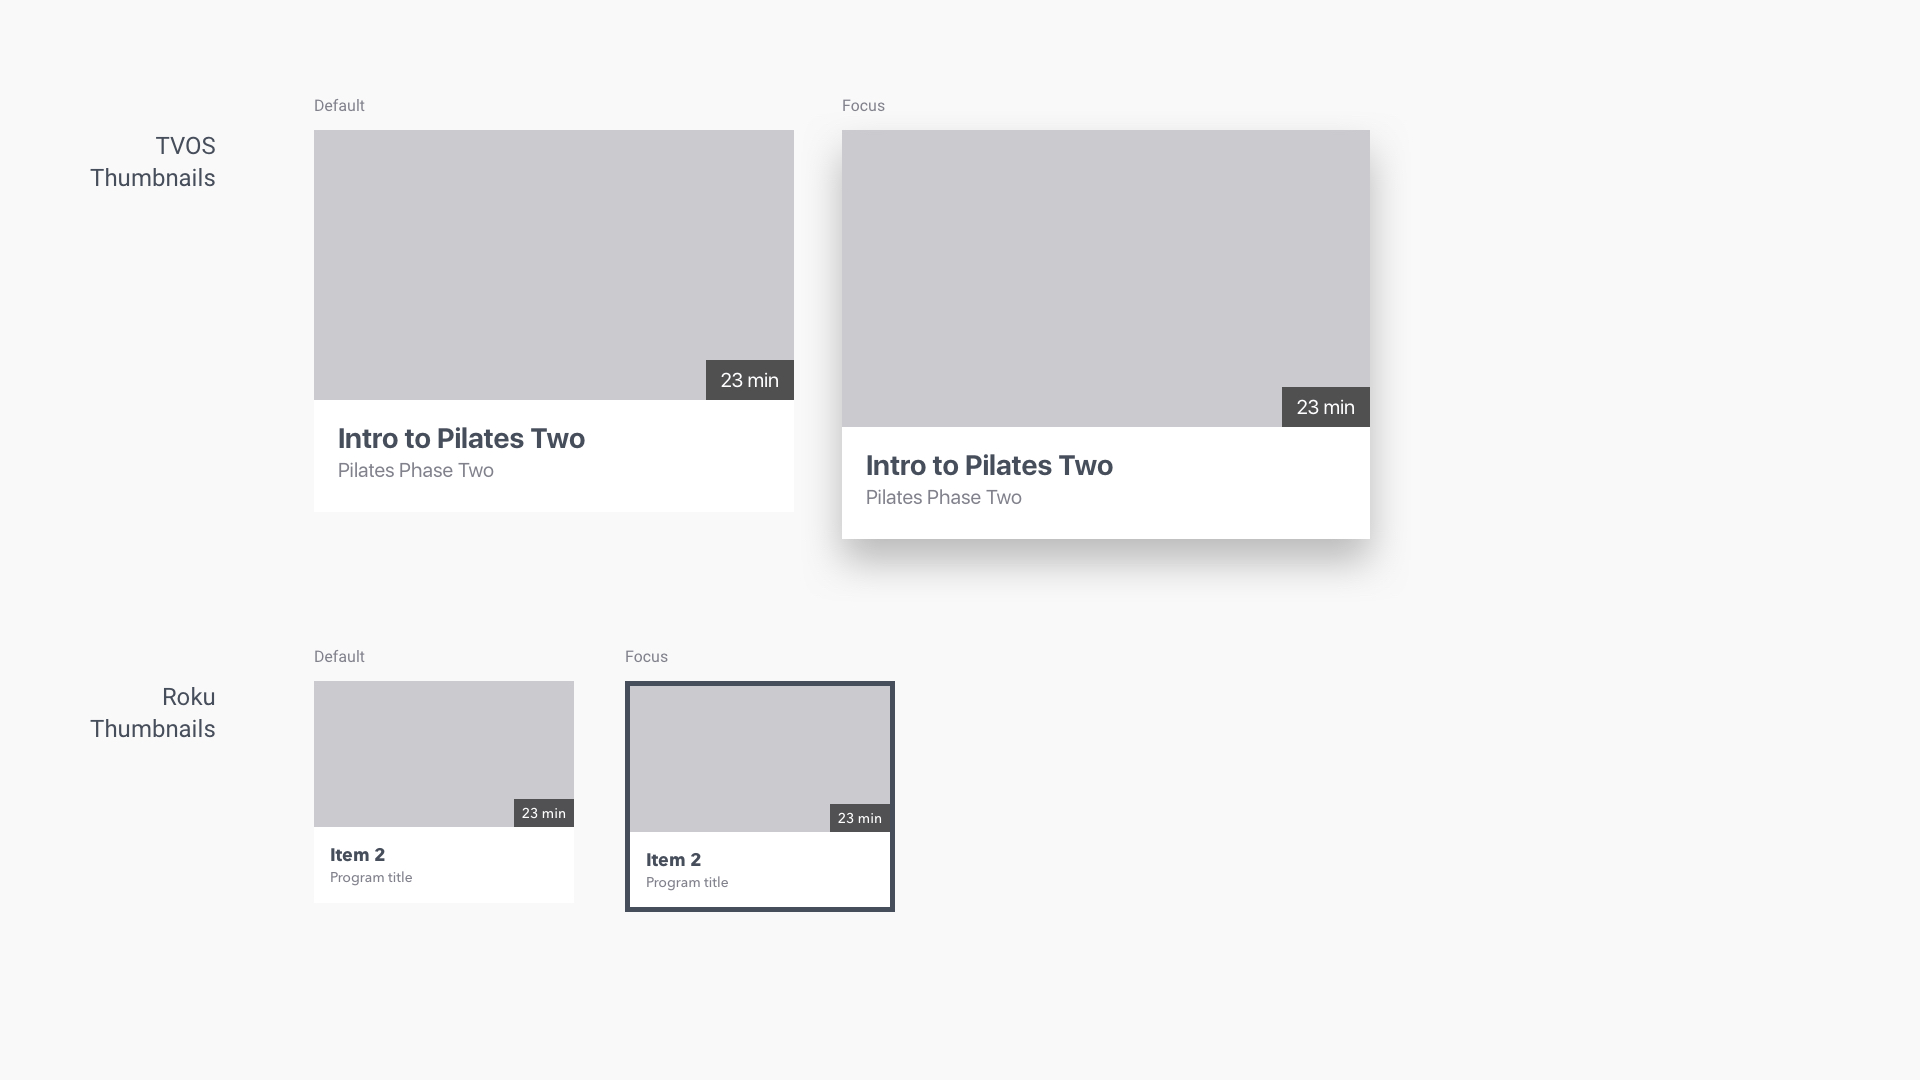 TVOS
Thumbnails
Default
23 min
Intro to Pilates Two
Pilates Phase Two
Focus
23 min
Intro to Pilates Two
Pilates Phase Two
Roku
Thumbnails
Default
23 min
Item 2
Program title
Focus
23 min
Item 2
Program title